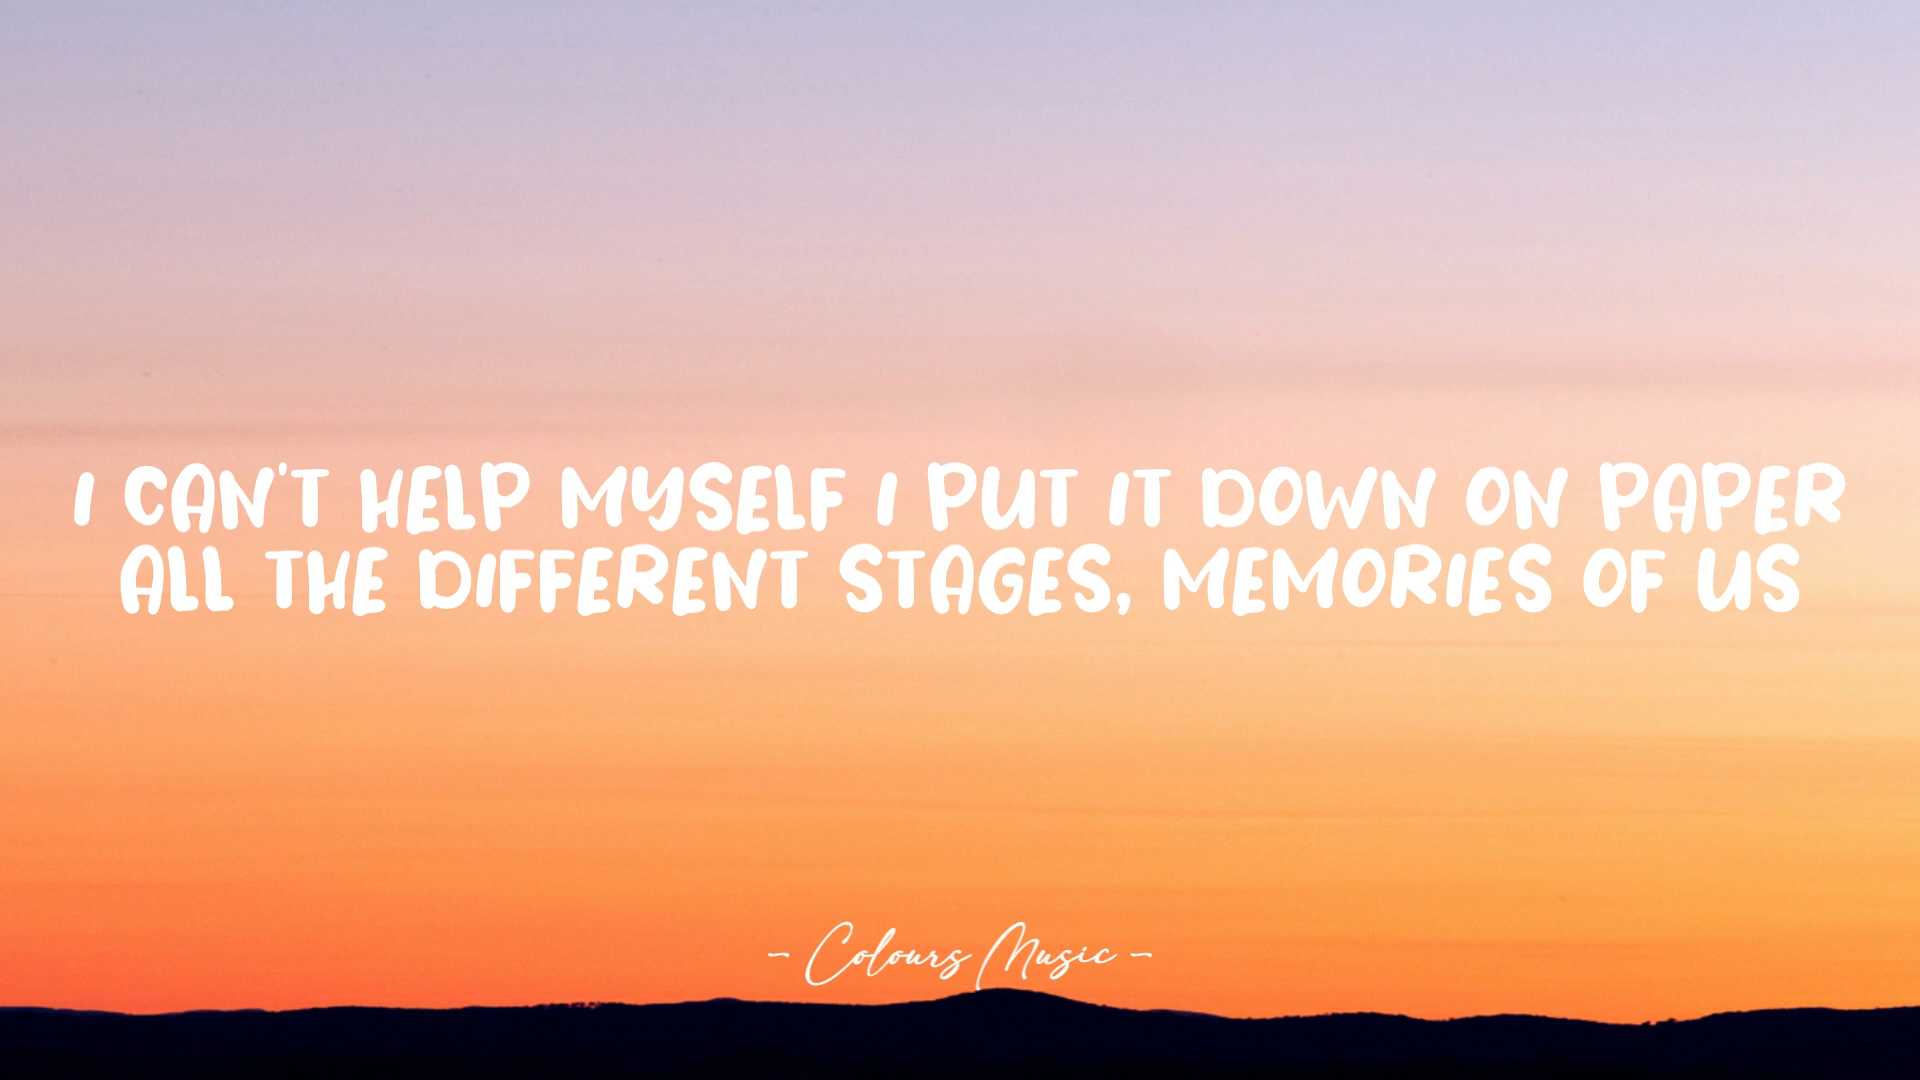 I CAN'T HELP MYSELF I PUT IT DOWN ON PAPER
ALL THE DIFFERENT STAGES, MEMORIES OF US
- Colours Music -